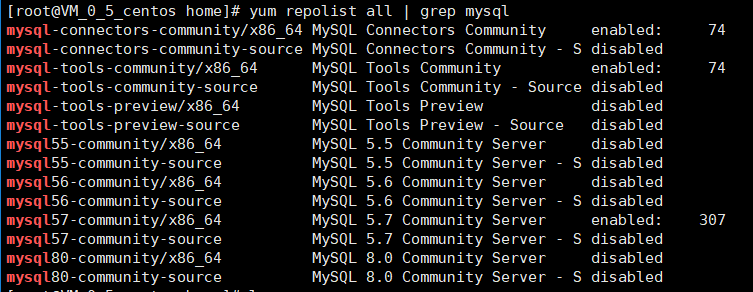 [root@VM_0_5_centos home]# yum repolist all | grep mysql
mysql-connectors-community/x86_64 MySQL Connectors Community     enabled:     74
mysql-connectors-community-source MySQL Connectors Community - S disabled
mysql-tools-community/x86_64      MySQL Tools Community          enabled:     74
mysql-tools-community-source      MySQL Tools Community - Source disabled
mysql-tools-preview/x86_64        MySQL Tools Preview            disabled
mysql-tools-preview-source        MySQL Tools Preview - Source   disabled
mysql55-community/x86_64          MySQL 5.5 Community Server     disabled
mysql55-community-source          MySQL 5.5 Community Server - S disabled
mysql56-community/x86_64          MySQL 5.6 Community Server     disabled
mysql56-community-source          MySQL 5.6 Community Server - S disabled
mysql57-community/x86_64          MySQL 5.7 Community Server     enabled:    307
mysql57-community-source          MySQL 5.7 Community Server - S disabled
mysql80-community/x86_64          MySQL 8.0 Community Server     disabled
mysql80-community-source          MySQL 8.0 Community Server - S disabled